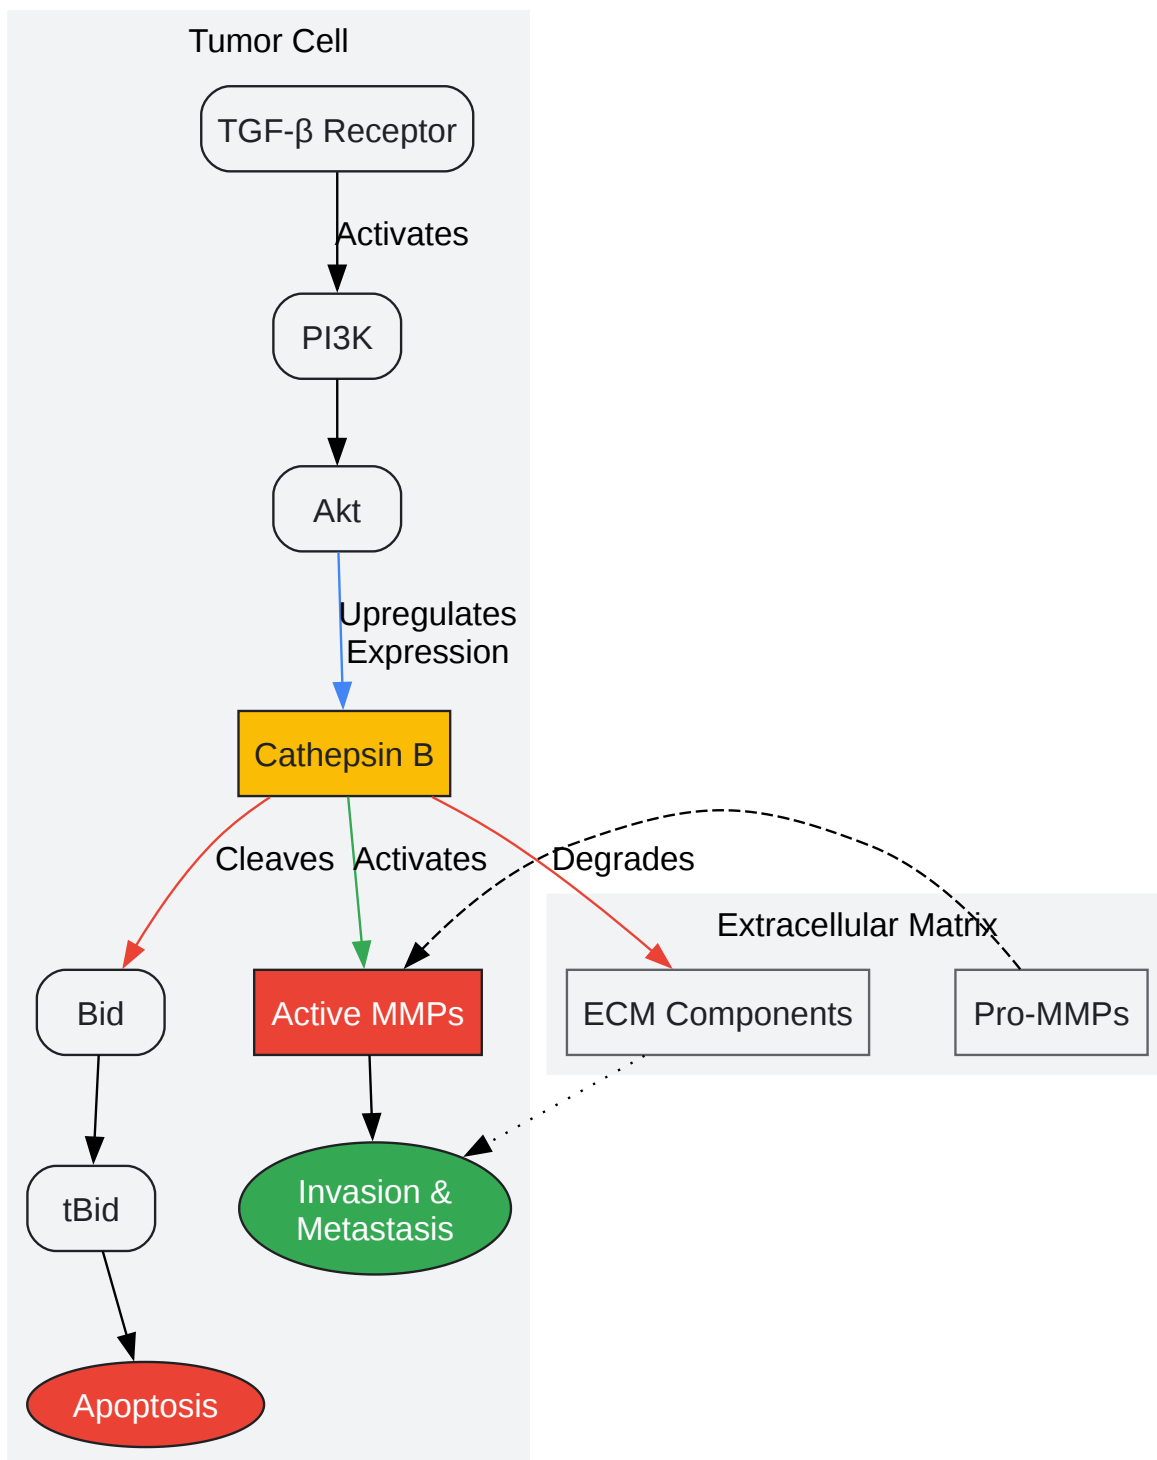 Tumor Cell
TGF-β Receptor
Activates
PI3K
Akt
Upregulates
Expression
Cathepsin B
Cleaves
Activates
Degrades
Extracellular Matrix
Bid
Active MMPs
ECM Components
Pro-MMPs
tBid
Invasion &
Metastasis
Apoptosis